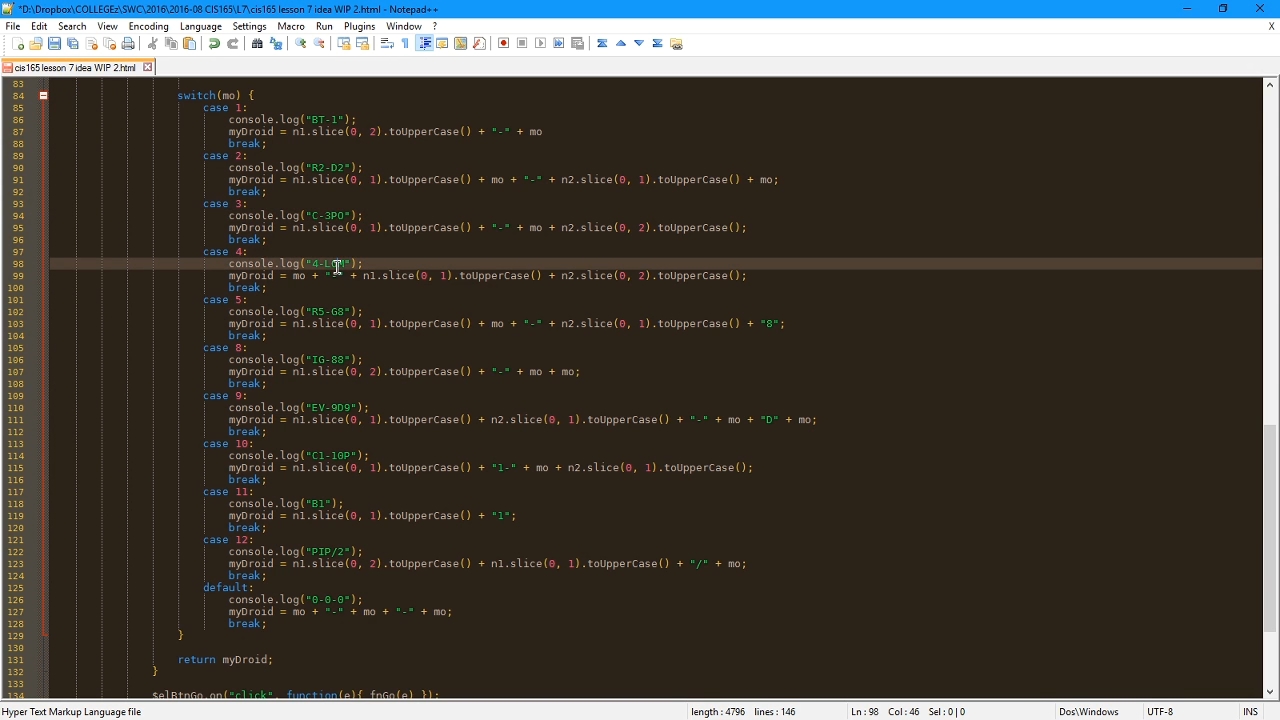 *D:\Dropbox\COLLEGEz\SWC\2016\2016-08 CIS165\L7\cis165 lesson 7 idea WIP 2.html - Notepad++
File Edit Search View Encoding Language Settings Macro Run Plugins Window ? X
cis165 lesson 7 idea WIP 2.html
83
84 switch(mo) {
85 case 1:
86 console.log("BT-1");
87 myDroid = n1.slice(0, 2).toUpperCase() + "-" + mo
88 break;
89 case 2:
90 console.log("R2-D2");
91 myDroid = n1.slice(0, 1).toUpperCase() + mo + "-" + n2.slice(0, 1).toUpperCase() + mo;
92 break;
93 case 3:
94 console.log("C-3PO");
95 myDroid = n1.slice(0, 1).toUpperCase() + "-" + mo + n2.slice(0, 2).toUpperCase();
96 break;
97 case 4:
98 console.log("4-LOM");
99 myDroid = mo + "-" + n1.slice(0, 1).toUpperCase() + n2.slice(0, 2).toUpperCase();
100 break;
101 case 5:
102 console.log("R5-G8");
103 myDroid = n1.slice(0, 1).toUpperCase() + mo + "-" + n2.slice(0, 1).toUpperCase() + "8";
104 break;
105 case 8:
106 console.log("IG-88");
107 myDroid = n1.slice(0, 2).toUpperCase() + "-" + mo + mo;
108 break;
109 case 9:
110 console.log("EV-9D9");
111 myDroid = n1.slice(0, 1).toUpperCase() + n2.slice(0, 1).toUpperCase() + "-" + mo + "D" + mo;
112 break;
113 case 10:
114 console.log("C1-10P");
115 myDroid = n1.slice(0, 1).toUpperCase() + "1-" + mo + n2.slice(0, 1).toUpperCase();
116 break;
117 case 11:
118 console.log("B1");
119 myDroid = n1.slice(0, 1).toUpperCase() + "1";
120 break;
121 case 12:
122 console.log("PIP/2");
123 myDroid = n1.slice(0, 2).toUpperCase() + n1.slice(0, 1).toUpperCase() + "/" + mo;
124 break;
125 default:
126 console.log("0-0-0");
127 myDroid = mo + "-" + mo + "-" + mo;
128 break;
129 }
130
131 return myDroid;
132 }
133
134 $elBtnGo.on("click", function(e){ fnGo(e) });
Hyper Text Markup Language file length : 4796 lines : 146 Ln : 98 Col : 46 Sel : 0 | 0 Dos\Windows UTF-8 INS